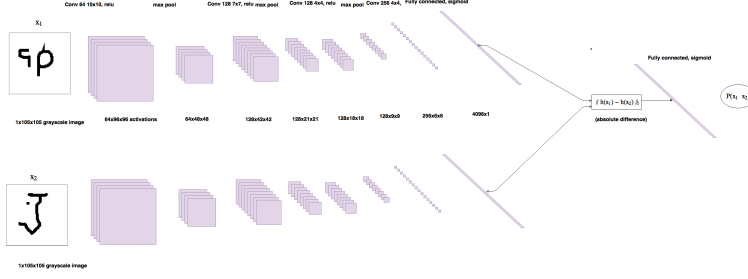 Conv 64 10x10, relu
max pool
Conv 128 7x7, relu
max pool
Conv 128 4x4, relu
max pool
Conv 256 4x4,
Fully connected, sigmoid
x₁
1x105x105 grayscale image
64x96x96 activations
64x48x48
128x42x42
128x21x21
128x18x18
128x9x9
256x6x6
4096x1
(absolute difference)
Fully connected, sigmoid
P(x₁ x₂
x₂
1x105x105 grayscale image